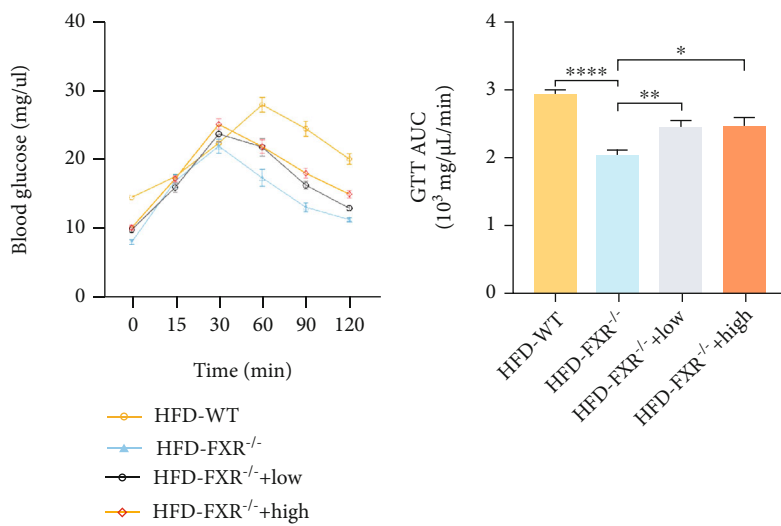 Blood glucose (mg/ul)
40
30
20
10
0
0 15 30 60 90 120
Time (min)
HFD-WT
HFD-FXR-/-
HFD-FXR-/-+low
HFD-FXR-/-+high
GTT AUC
(10³ mg/μL/min)
4
3
2
1
0
*
****
**
HFD-WT
HFD-FXR-/-
HFD-FXR-/-+low
HFD-FXR-/-+high